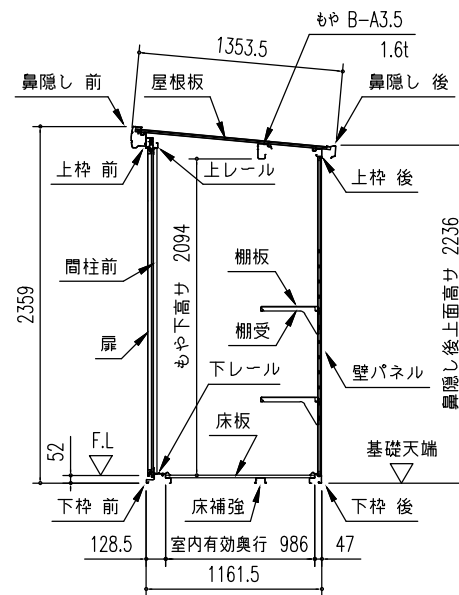 もや B-A3.5
1353.5
1.6t
鼻隠し 前
屋根板
鼻隠し 後
上枠 前
上レール
上枠 後
間柱前
もや下高サ 2094
棚板
2359
鼻隠し後上面高サ 2236
扉
棚受
壁パネル
下レール
床板
52
F.L
基礎天端
下枠 前
床補強
下枠 後
128.5
室内有効奥行 986
47
1161.5